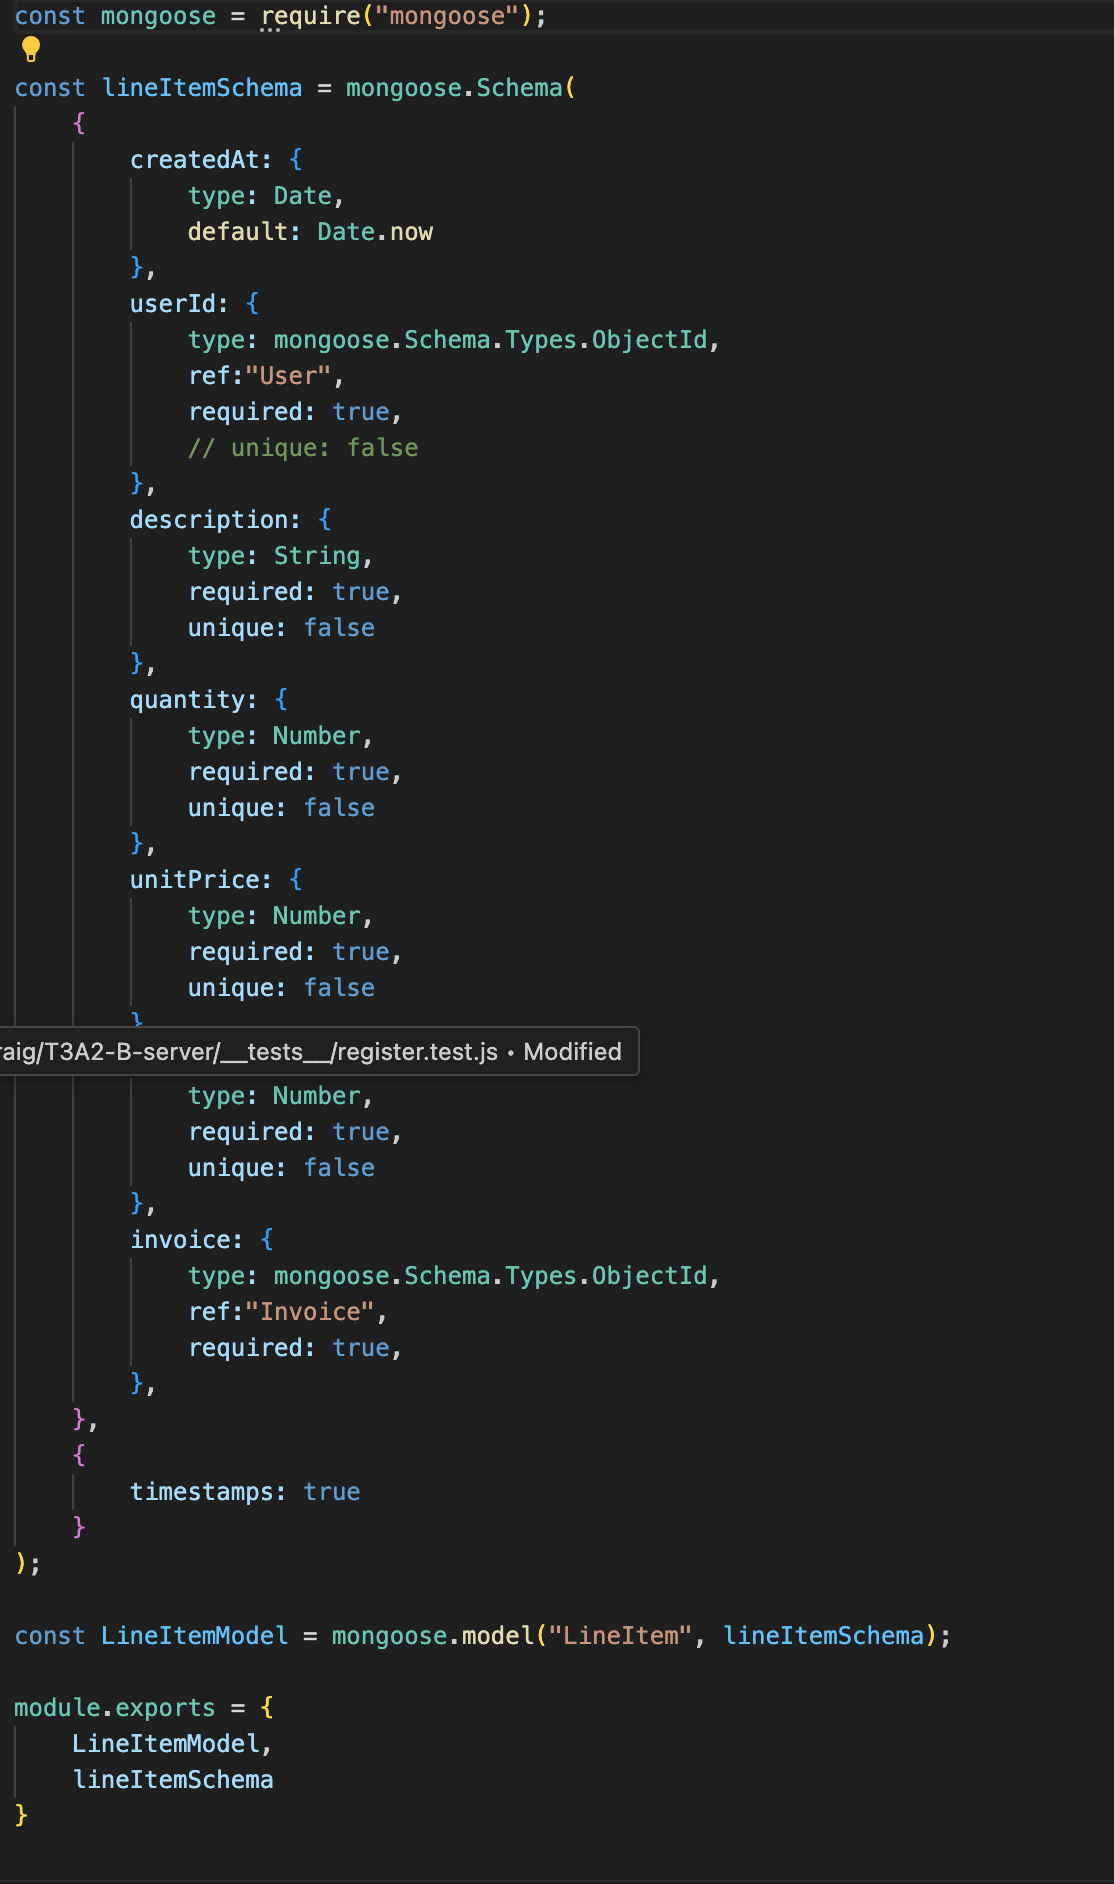 const mongoose = require("mongoose");
const lineItemSchema = mongoose.Schema(
    {
        createdAt: {
            type: Date,
            default: Date.now
        },
        userId: {
            type: mongoose.Schema.Types.ObjectId,
            ref:"User",
            required: true,
            // unique: false
        },
        description: {
            type: String,
            required: true,
            unique: false
        },
        quantity: {
            type: Number,
            required: true,
            unique: false
        },
        unitPrice: {
            type: Number,
            required: true,
            unique: false
        }
raig/T3A2-B-server/__tests__/register.test.js • Modified
            type: Number,
            required: true,
            unique: false
        },
        invoice: {
            type: mongoose.Schema.Types.ObjectId,
            ref:"Invoice",
            required: true,
        },
    },
    {
        timestamps: true
    }
);
const LineItemModel = mongoose.model("LineItem", lineItemSchema);
module.exports = {
    LineItemModel,
    lineItemSchema
}